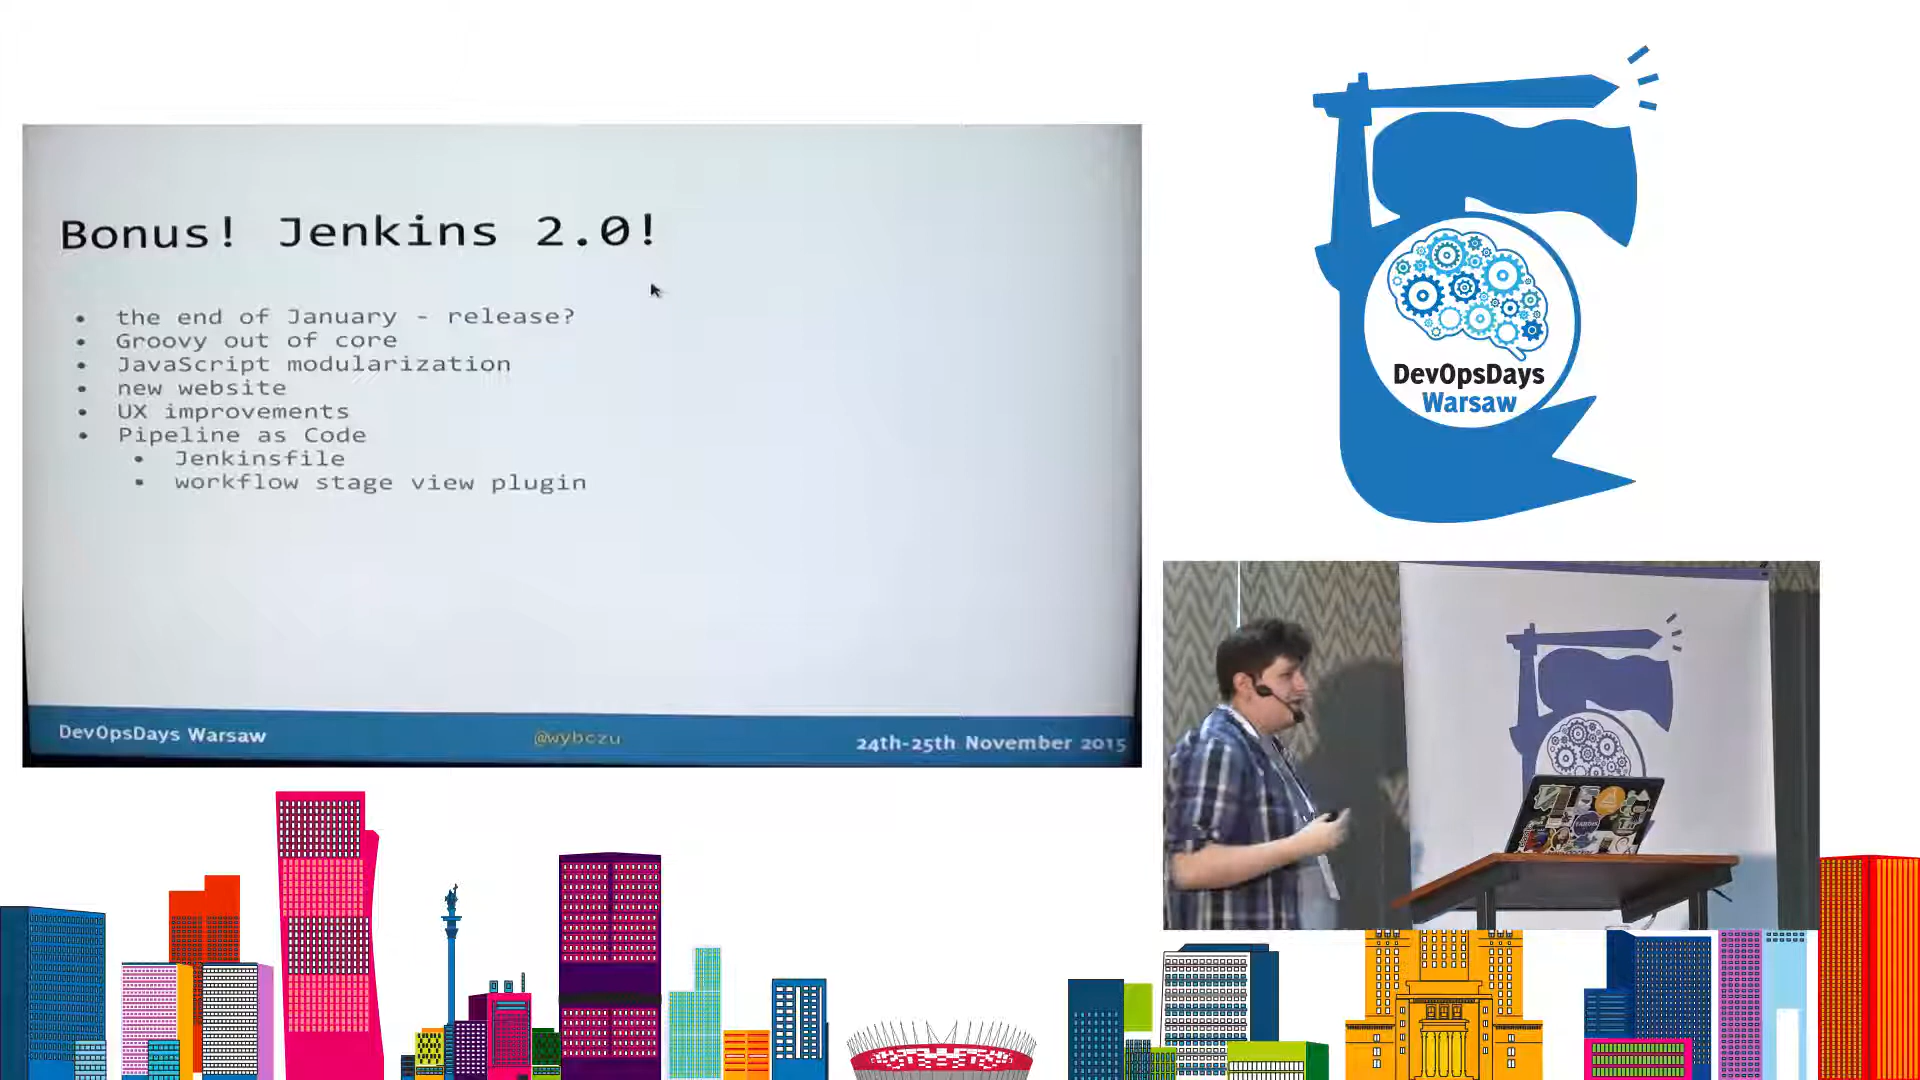 Bonus! Jenkins 2.0!
the end of January - release?
Groovy out of core
JavaScript modularization
new website
UX improvements
Pipeline as Code
Jenkinsfile
workflow stage view plugin
DevOpsDays Warsaw
@wybczu
24th-25th November 2015
DevOpsDays
Warsaw